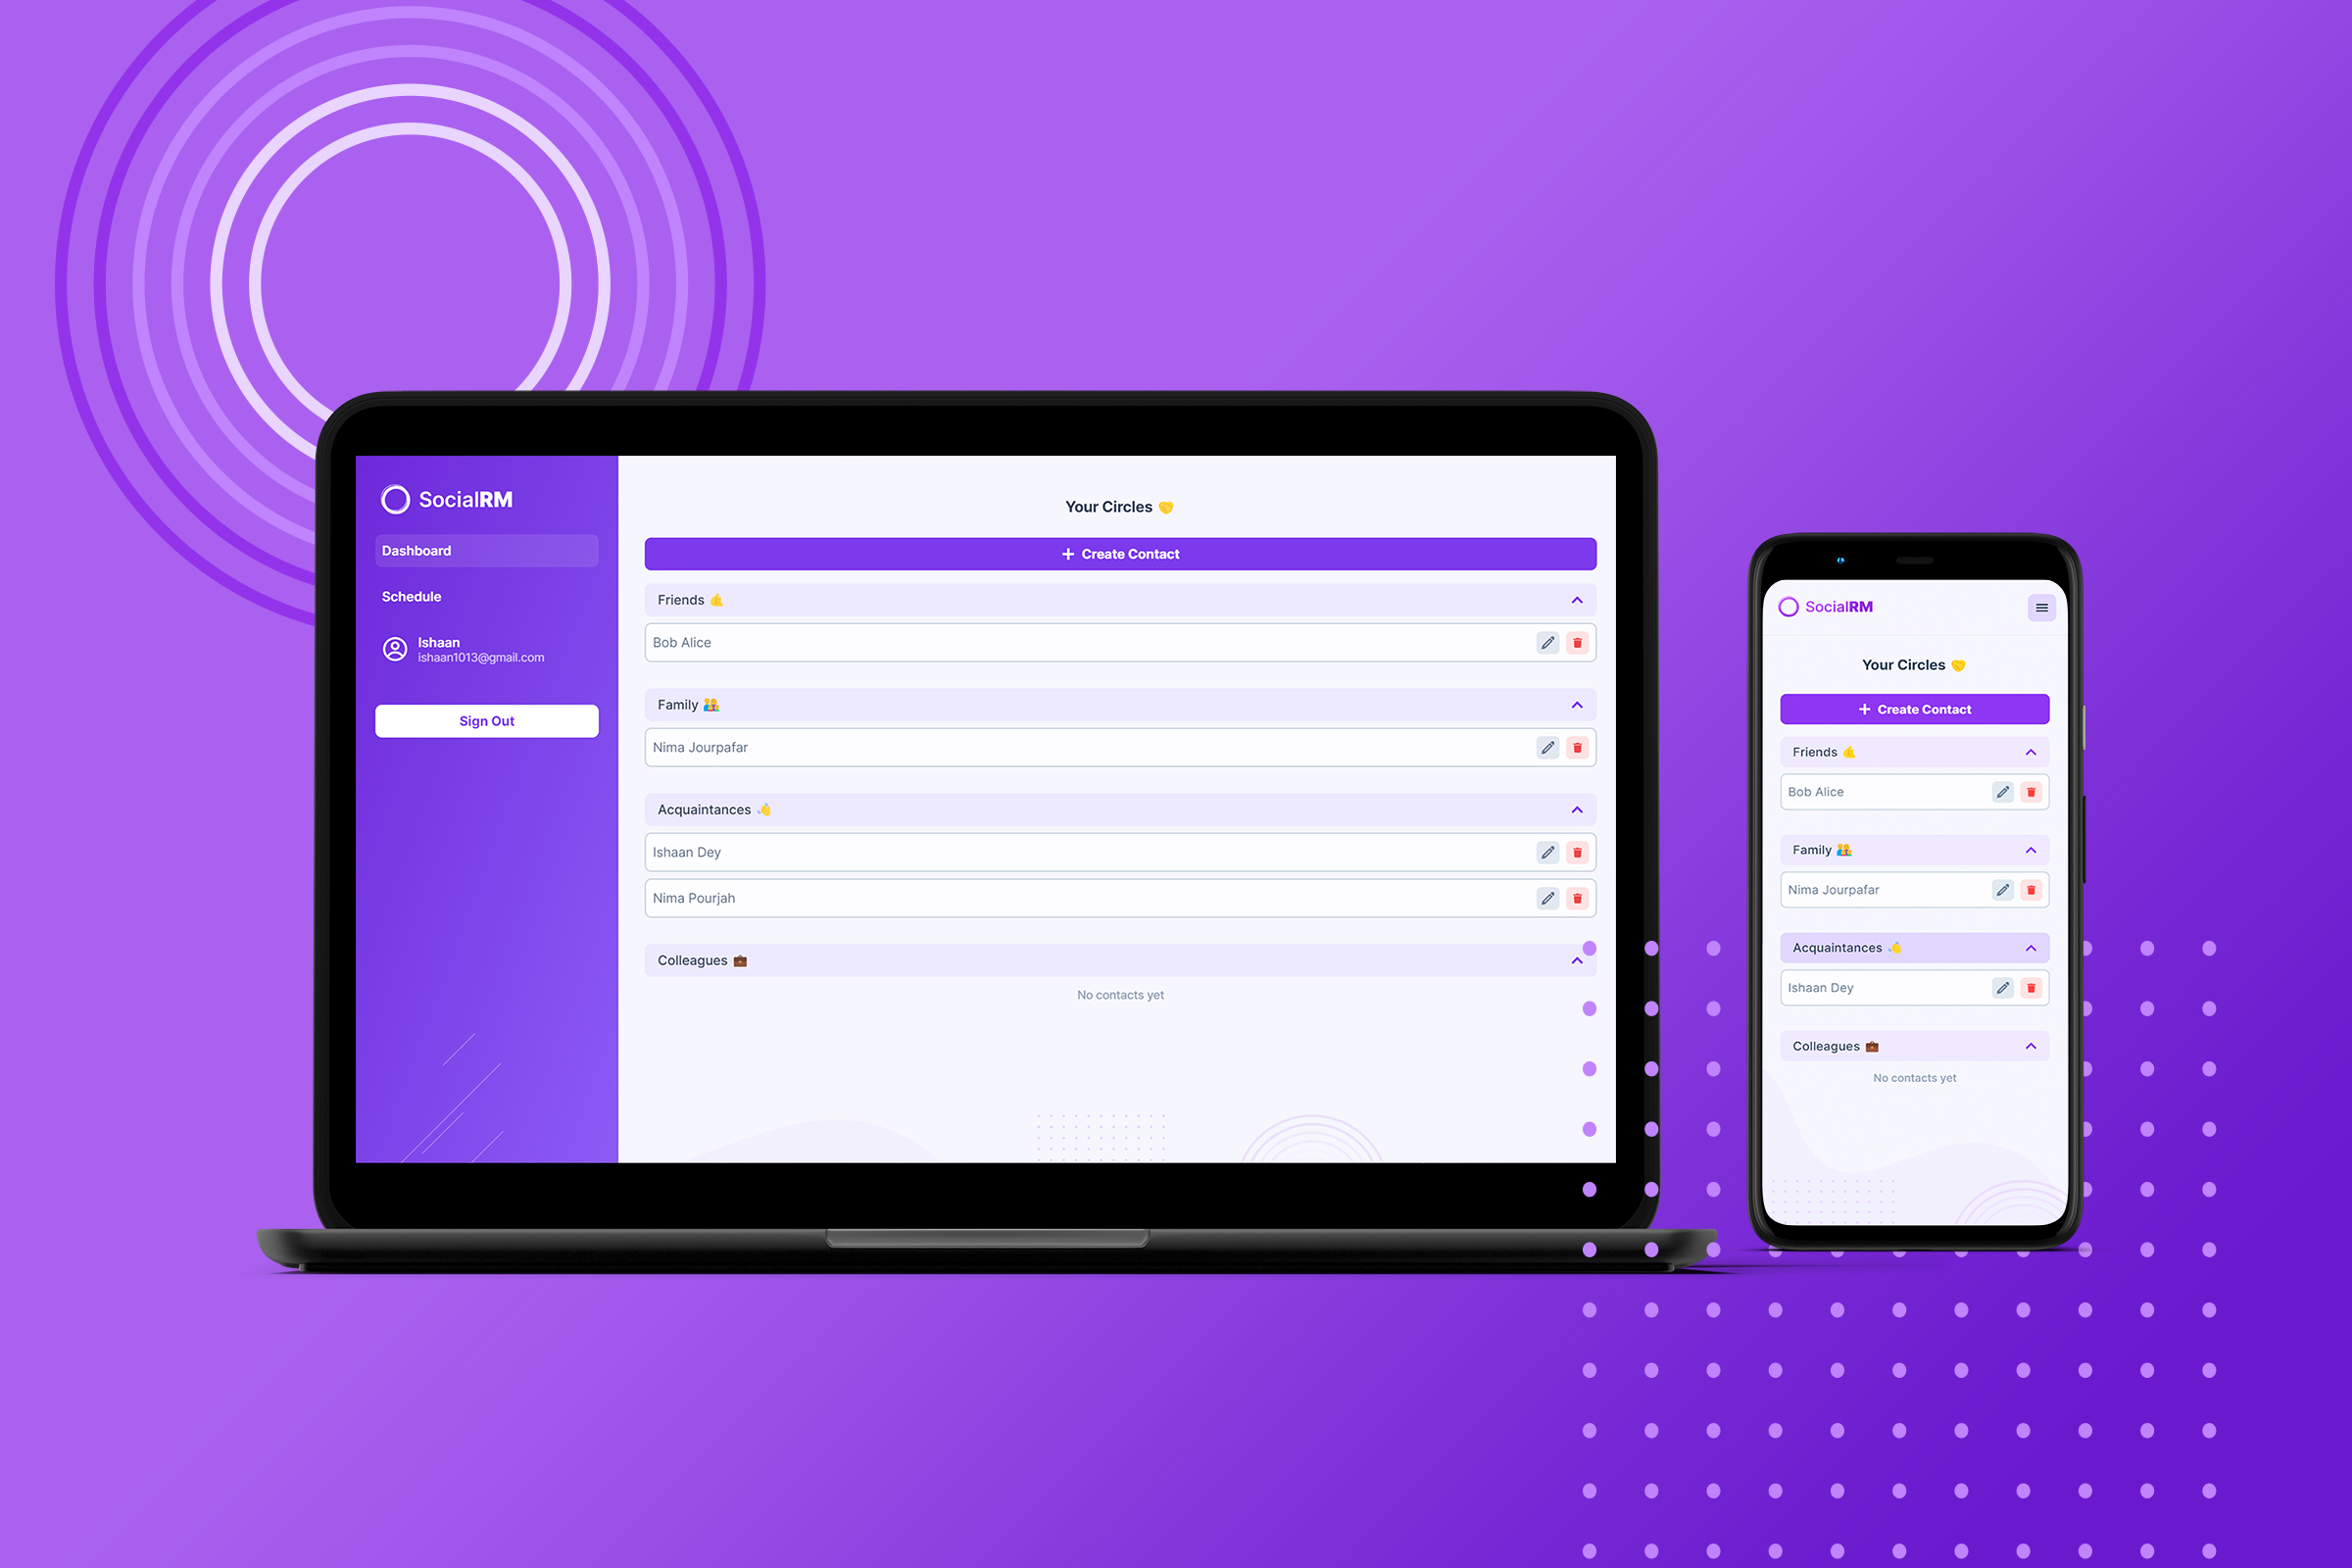 SocialRM
Dashboard
Schedule
Ishaan
ishaan1013@gmail.com
Sign Out
Your Circles
Create Contact
Friends
Bob Alice
Family
Nima Jourpafar
Acquaintances
Ishaan Dey
Nima Pourjah
Colleagues
No contacts yet
SocialRM
Your Circles
Create Contact
Friends
Bob Alice
Family
Nima Jourpafar
Acquaintances
Ishaan Dey
Colleagues
No contacts yet